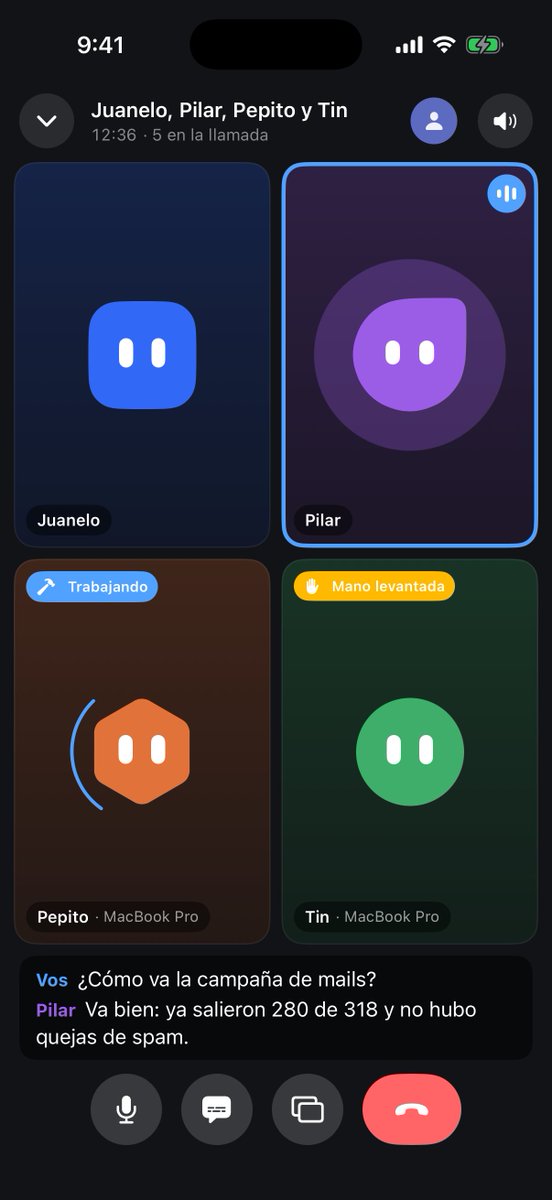 9:41
Juanelo, Pilar, Pepito y Tin
12:36 · 5 en la llamada
Juanelo
Pilar
Trabajando
Mano levantada
Pepito · MacBook Pro
Tin · MacBook Pro
Vos ¿Cómo va la campaña de mails?
Pilar Va bien: ya salieron 280 de 318 y no hubo
quejas de spam.